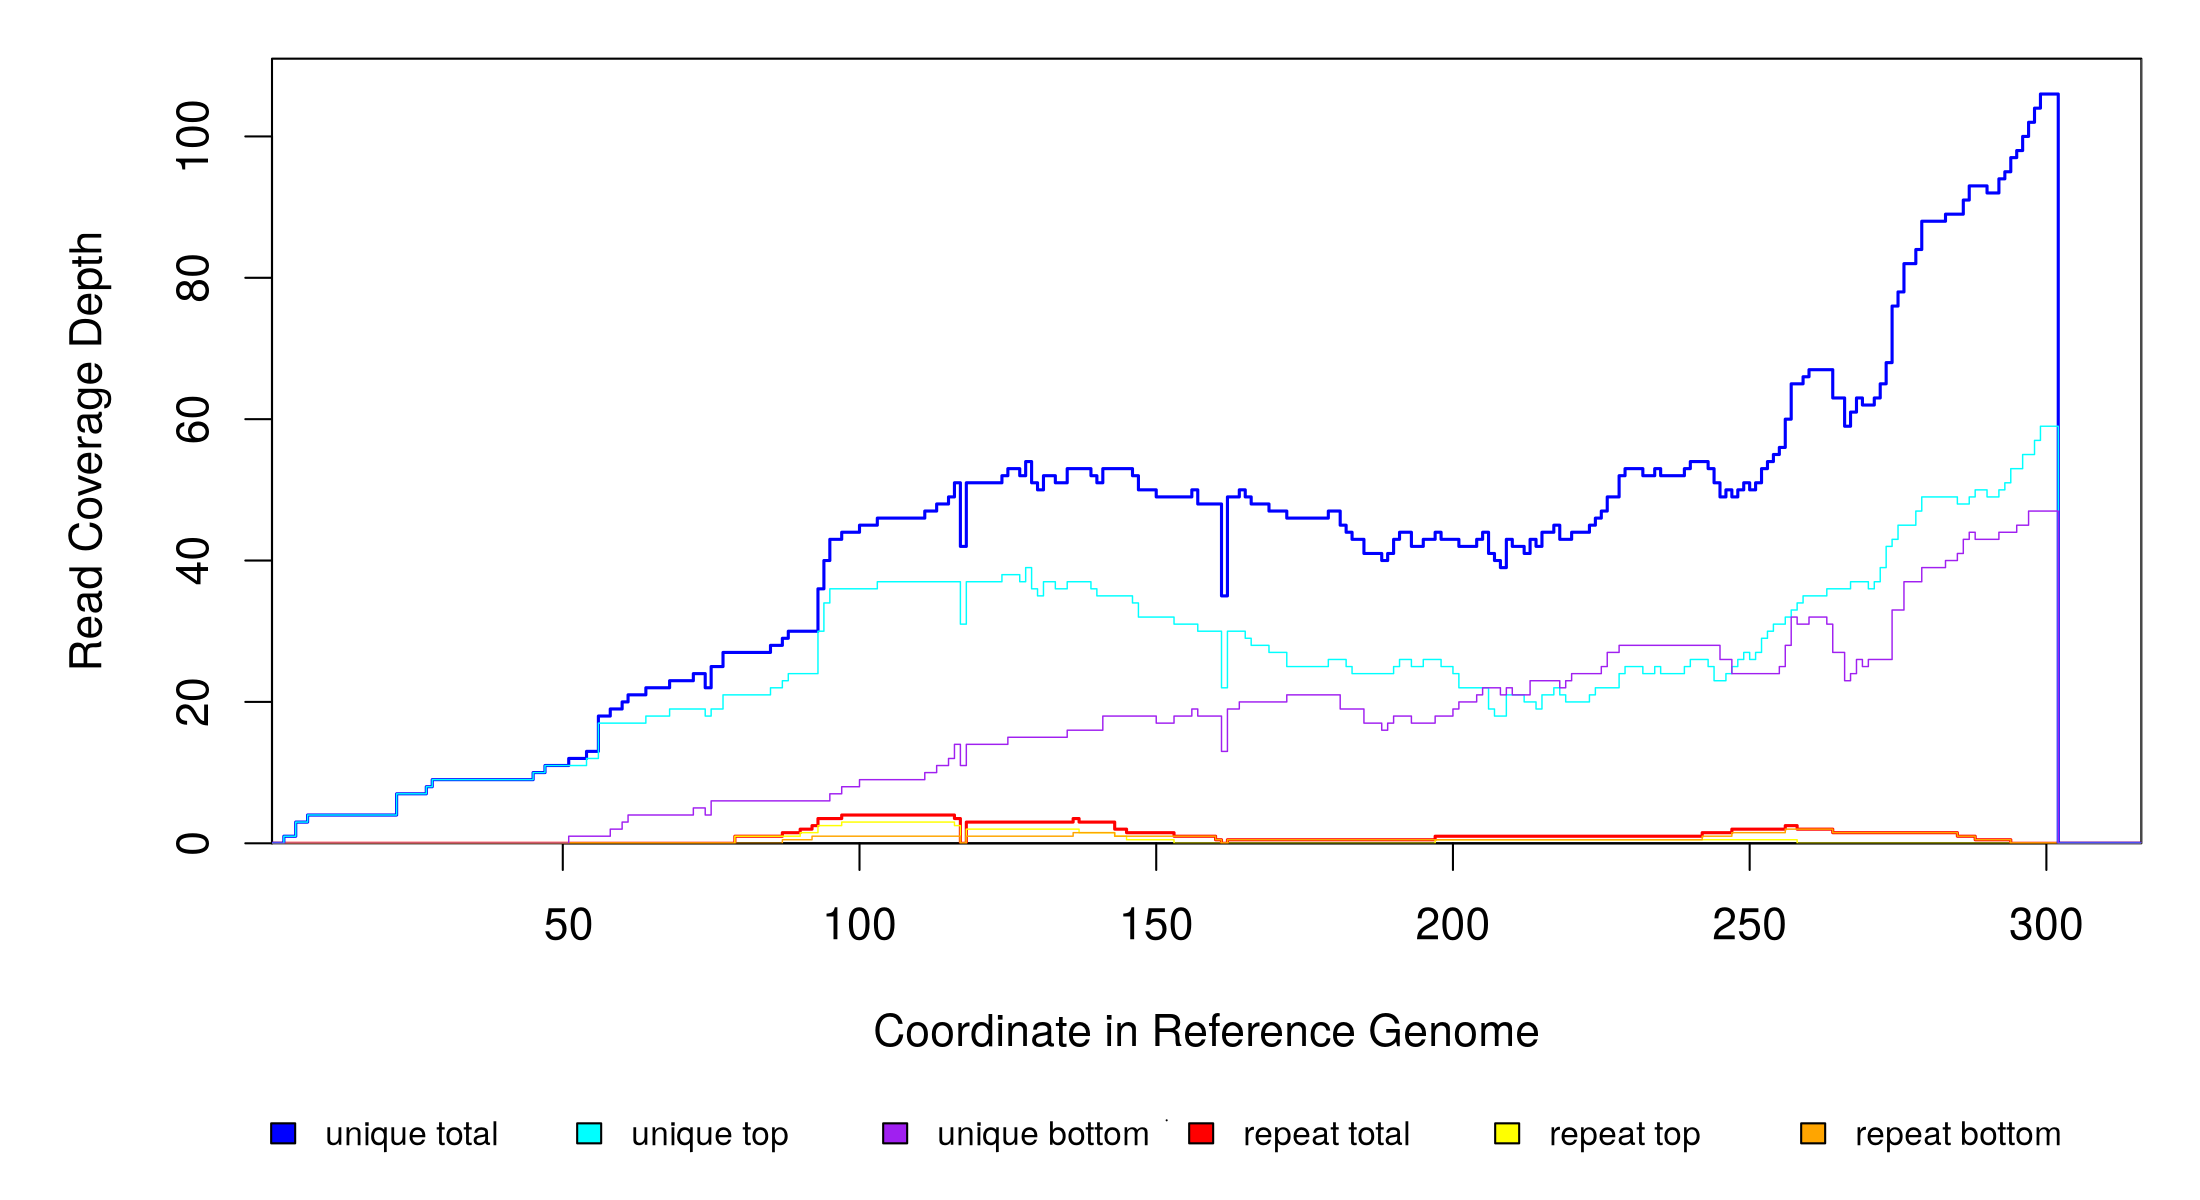 Read Coverage Depth
100
80
60
40
20
0
50 100 150 200 250 300
Coordinate in Reference Genome
unique total unique top unique bottom repeat total repeat top repeat bottom